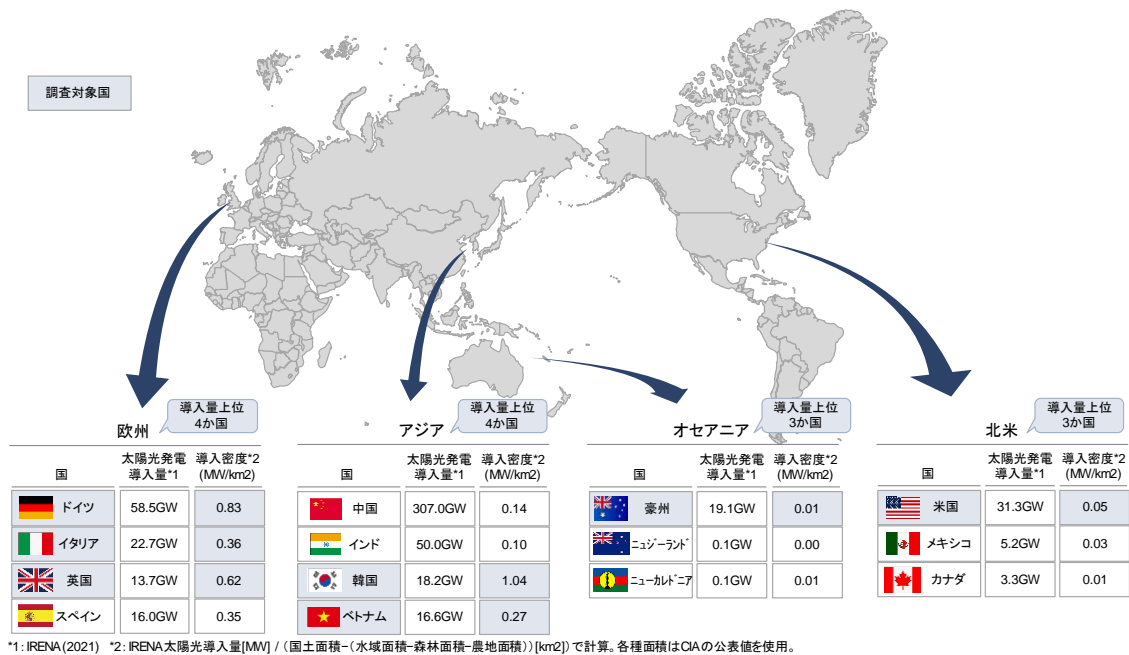 調査対象国
導入量上位
4か国
欧州
国
太陽光発電
導入量*1
導入密度*2
(MW/km2)
ドイツ 58.5GW 0.83
イタリア 22.7GW 0.36
英国 13.7GW 0.62
スペイン 16.0GW 0.35
導入量上位
4か国
アジア
国
太陽光発電
導入量*1
導入密度*2
(MW/km2)
中国 307.0GW 0.14
インド 50.0GW 0.10
韓国 18.2GW 1.04
ベトナム 16.6GW 0.27
導入量上位
3か国
オセアニア
国
太陽光発電
導入量*1
導入密度*2
(MW/km2)
豪州 19.1GW 0.01
ニュージーランド 0.1GW 0.00
ニューカルドニア 0.1GW 0.01
導入量上位
3か国
北米
国
太陽光発電
導入量*1
導入密度*2
(MW/km2)
米国 31.3GW 0.05
メキシコ 5.2GW 0.03
カナダ 3.3GW 0.01
*1: IRENA(2021) *2: IRENA太陽光導入量[MW] / (国土面積−(水域面積−森林面積−農地面積))[km2])で計算。各種面積はCIAの公表値を使用。